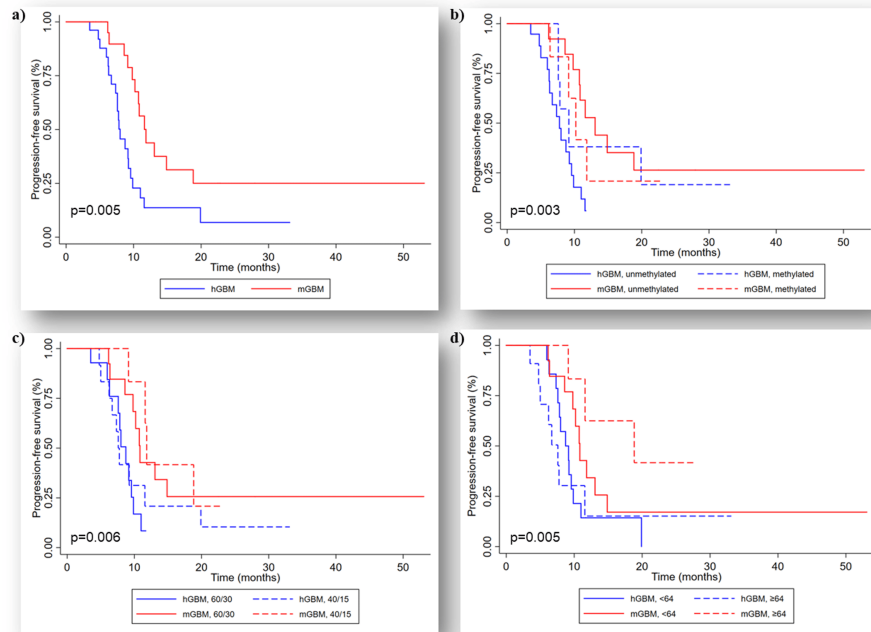 a)
Progression-free survival (%)
1.00
0.75
0.50
0.25
0.00
p=0.005
0 10 20 30 40 50
Time (months)
hGBM mGBM
b)
Progression-free survival (%)
1.00
0.75
0.50
0.25
0.00
p=0.003
0 10 20 30 40 50
Time (months)
hGBM, unmethylated hGBM, methylated
mGBM, unmethylated mGBM, methylated
c)
Progression-free survival (%)
1.00
0.75
0.50
0.25
0.00
p=0.006
0 10 20 30 40 50
Time (months)
hGBM, 60/30 hGBM, 40/15
mGBM, 60/30 mGBM, 40/15
d)
Progression-free survival (%)
1.00
0.75
0.50
0.25
0.00
p=0.005
0 10 20 30 40 50
Time (months)
hGBM, <64 hGBM, ≥64
mGBM, <64 mGBM, ≥64